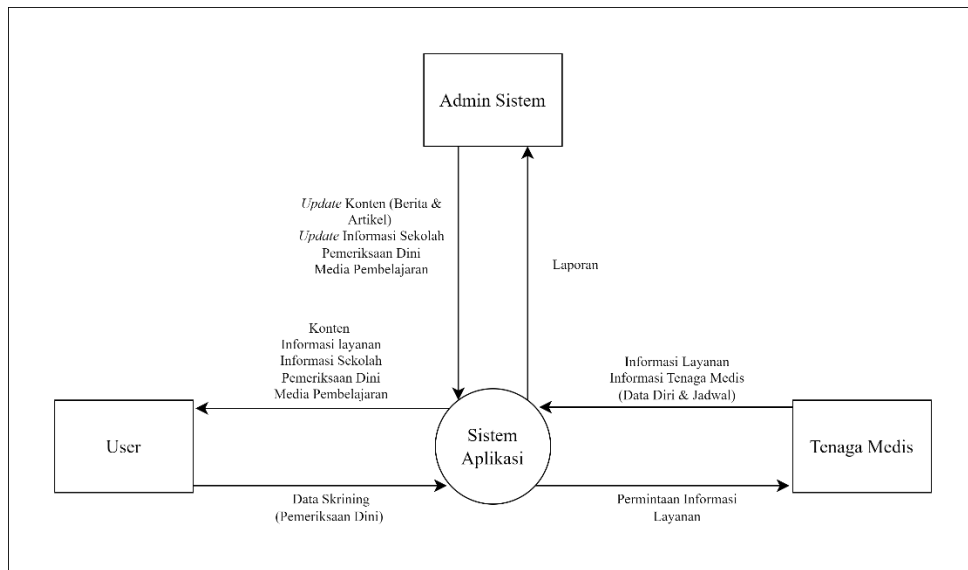 Admin Sistem
Update Konten (Berita &
Artikel)
Update Informasi Sekolah
Pemeriksaan Dini
Media Pembelajaran
Laporan
Konten
Informasi layanan
Informasi Sekolah
Pemeriksaan Dini
Media Pembelajaran
Informasi Layanan
Informasi Tenaga Medis
(Data Diri & Jadwal)
User
Sistem
Aplikasi
Tenaga Medis
Data Skrining
(Pemeriksaan Dini)
Permintaan Informasi
Layanan